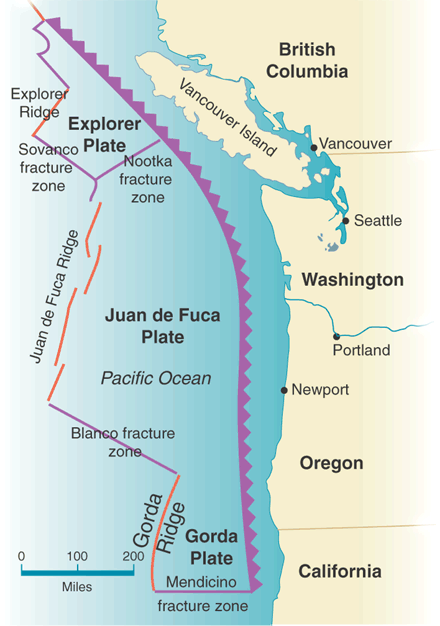 British
Columbia
Explorer
Ridge
Explorer
Plate
Vancouver Island
Vancouver
Sovanco
fracture
zone
Nootka
fracture
zone
Seattle
Juan de Fuca Ridge
Washington
Juan de Fuca
Plate
Portland
Pacific Ocean
Newport
Blanco fracture
zone
Oregon
Gorda
Ridge
Gorda
Plate
0 100 200
Miles
Mendicino
fracture zone
California